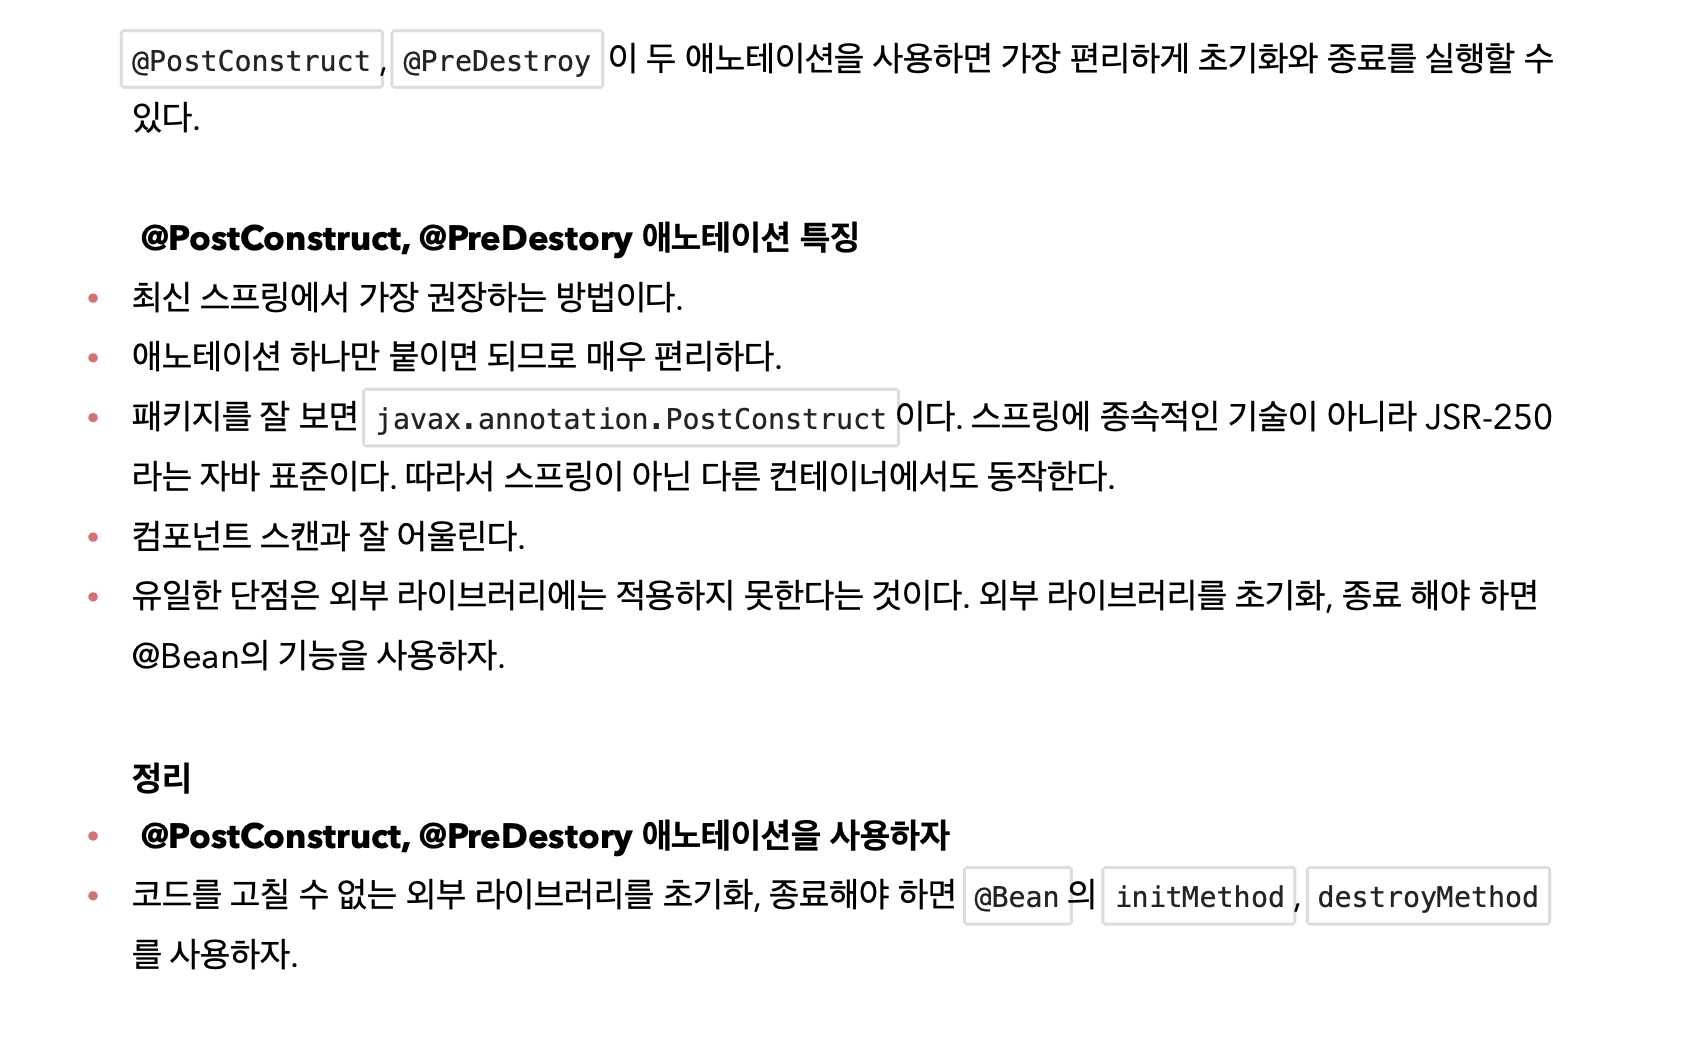 @PostConstruct, @PreDestroy 이 두 애노테이션을 사용하면 가장 편리하게 초기화와 종료를 실행할 수
있다.
@PostConstruct, @PreDestory 애노테이션 특징
• 최신 스프링에서 가장 권장하는 방법이다.
• 애노테이션 하나만 붙이면 되므로 매우 편리하다.
• 패키지를 잘 보면 javax.annotation.PostConstruct 이다. 스프링에 종속적인 기술이 아니라 JSR-250
라는 자바 표준이다. 따라서 스프링이 아닌 다른 컨테이너에서도 동작한다.
• 컴포넌트 스캔과 잘 어울린다.
• 유일한 단점은 외부 라이브러리에는 적용하지 못한다는 것이다. 외부 라이브러리를 초기화, 종료 해야 하면
@Bean의 기능을 사용하자.
정리
• @PostConstruct, @PreDestory 애노테이션을 사용하자
• 코드를 고칠 수 없는 외부 라이브러리를 초기화, 종료해야 하면 @Bean 의 initMethod, destroyMethod
를 사용하자.